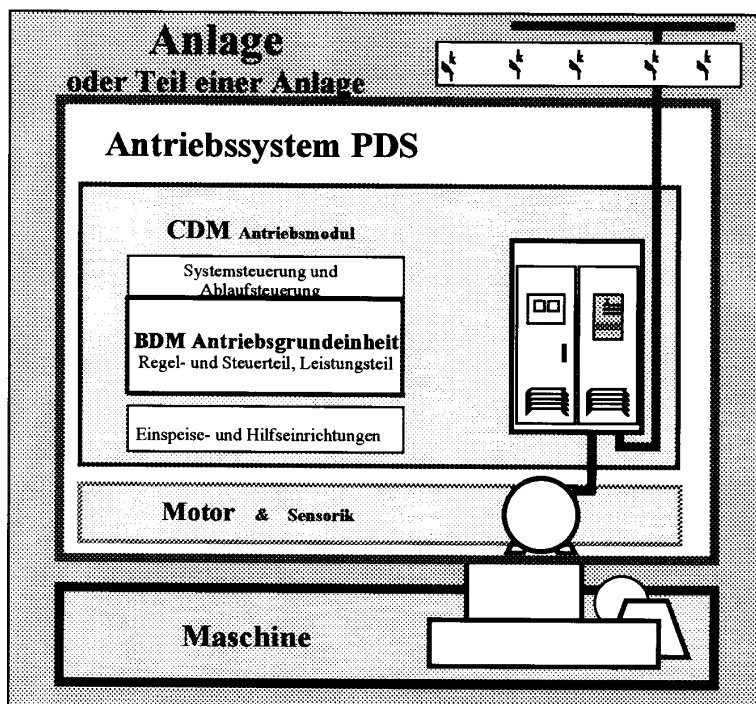 Anlage
oder Teil einer Anlage
k k k k k
Antriebssystem PDS
CDM Antriebsmodul
Systemsteuerung und
Ablaufsteuerung
BDM Antriebsgrundeinheit
Regel- und Steuerteil, Leistungsteil
Einspeise- und Hilfseinrichtungen
Motor & Sensorik
Maschine